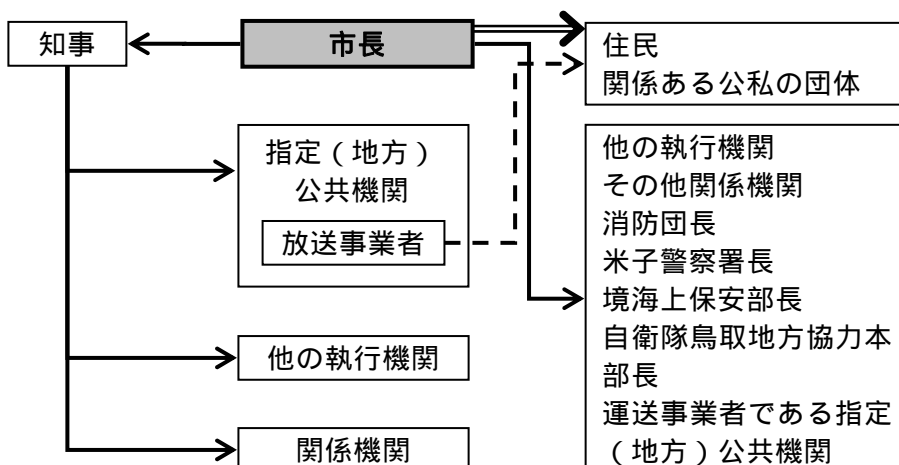 知事
市長
住民
関係ある公私の団体
指定(地方)
公共機関
放送事業者
他の執行機関
関係機関
他の執行機関
その他関係機関
消防団長
米子警察署長
境海上保安部長
自衛隊鳥取地方協力本
部長
運送事業者である指定
(地方)公共機関